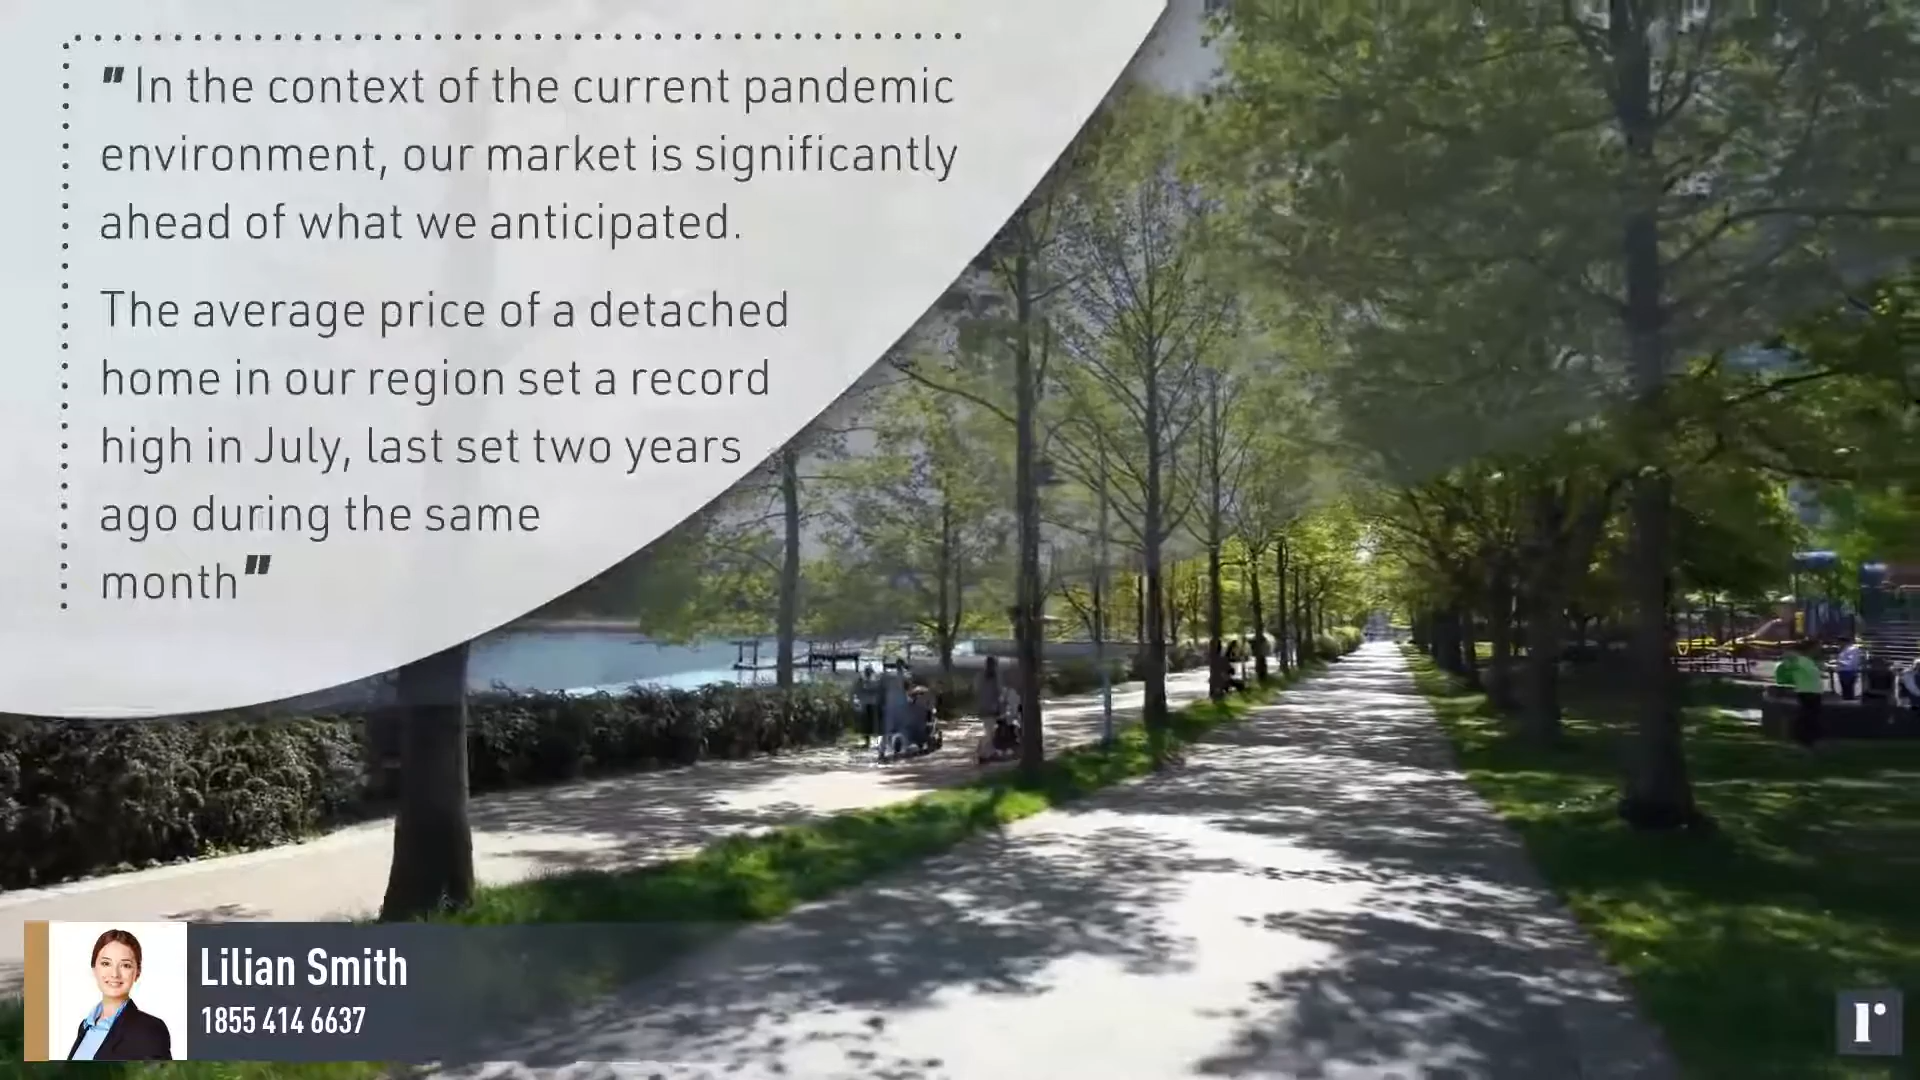 " In the context of the current pandemic
environment, our market is significantly
ahead of what we anticipated.
The average price of a detached
home in our region set a record
high in July, last set two years
ago during the same
month"
Lilian Smith
1855 414 6637
r